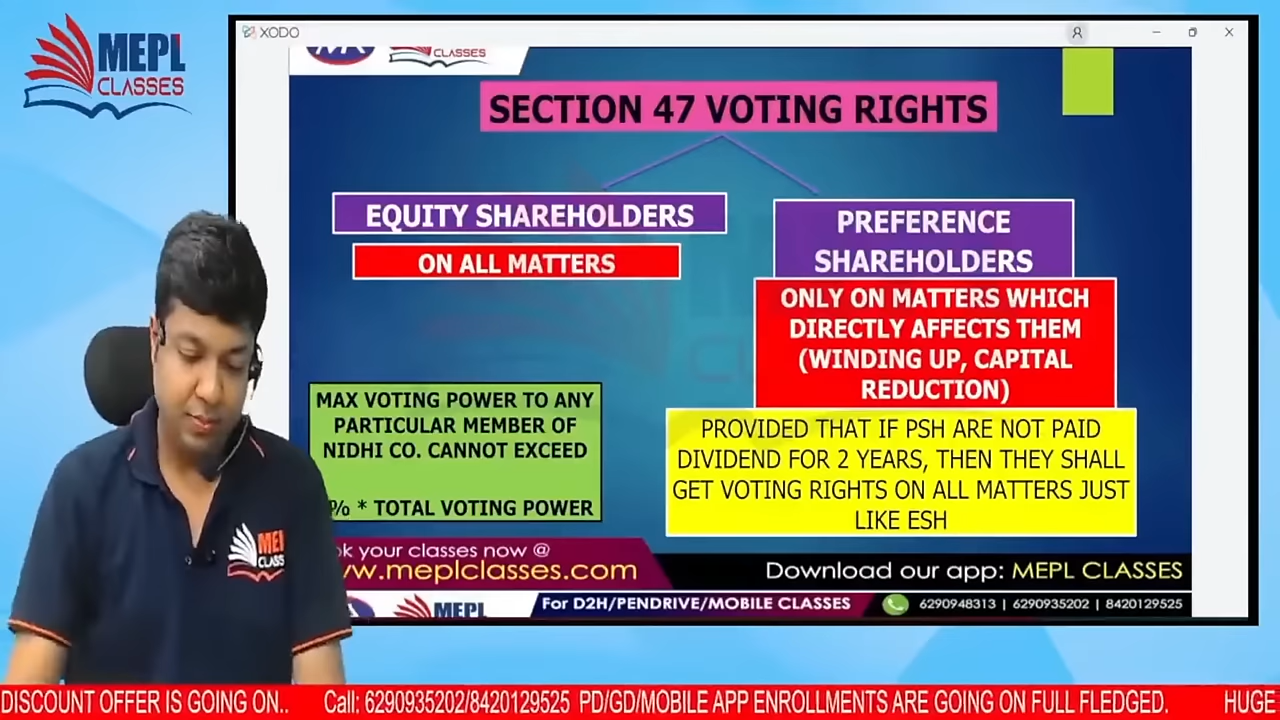 MEPL
CLASSES
XODO
CLASSES
SECTION 47 VOTING RIGHTS
EQUITY SHAREHOLDERS
ON ALL MATTERS
PREFERENCE
SHAREHOLDERS
ONLY ON MATTERS WHICH
DIRECTLY AFFECTS THEM
(WINDING UP, CAPITAL
REDUCTION)
MAX VOTING POWER TO ANY
PARTICULAR MEMBER OF
NIDHI CO. CANNOT EXCEED
% * TOTAL VOTING POWER
PROVIDED THAT IF PSH ARE NOT PAID
DIVIDEND FOR 2 YEARS, THEN THEY SHALL
GET VOTING RIGHTS ON ALL MATTERS JUST
LIKE ESH
ok your classes now @
w.meplclasses.com
Download our app: MEPL CLASSES
MEPL
For D2H/PENDRIVE/MOBILE CLASSES
6290948313 | 6290935202 | 8420129525
MEI
CLASS
DISCOUNT OFFER IS GOING ON.. Call: 6290935202/8420129525 PD/GD/MOBILE APP ENROLLMENTS ARE GOING ON FULL FLEDGED. HUGE